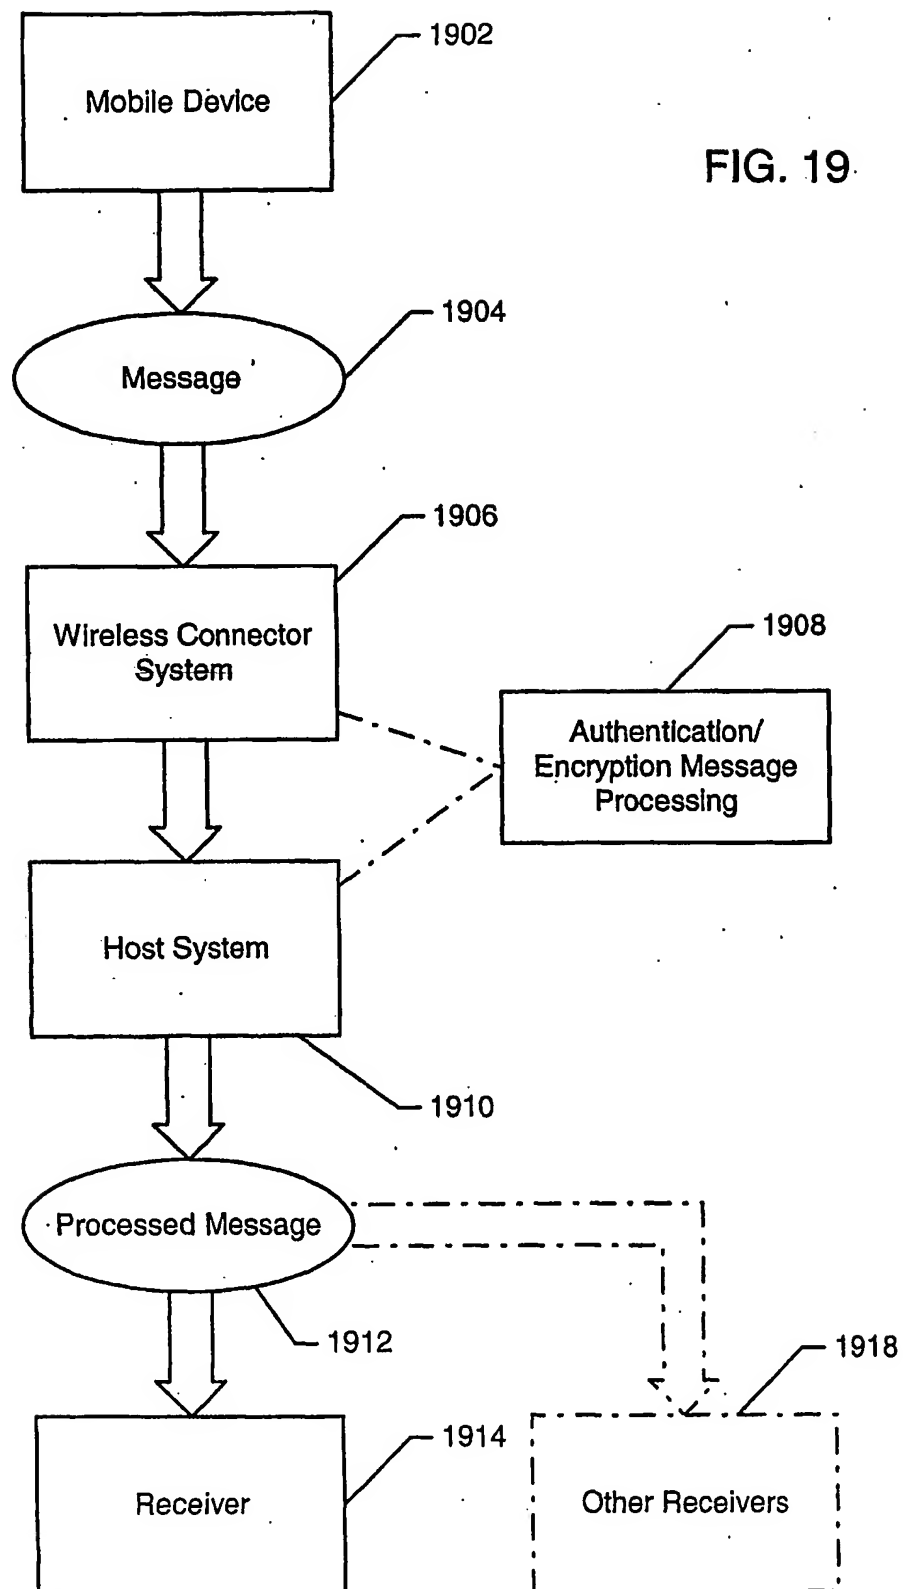 1902
Mobile Device
FIG. 19
1904
Message
1906
Wireless Connector
System
1908
Authentication/
Encryption Message
Processing
Host System
1910
Processed Message
1912
1918
1914
Receiver
Other Receivers